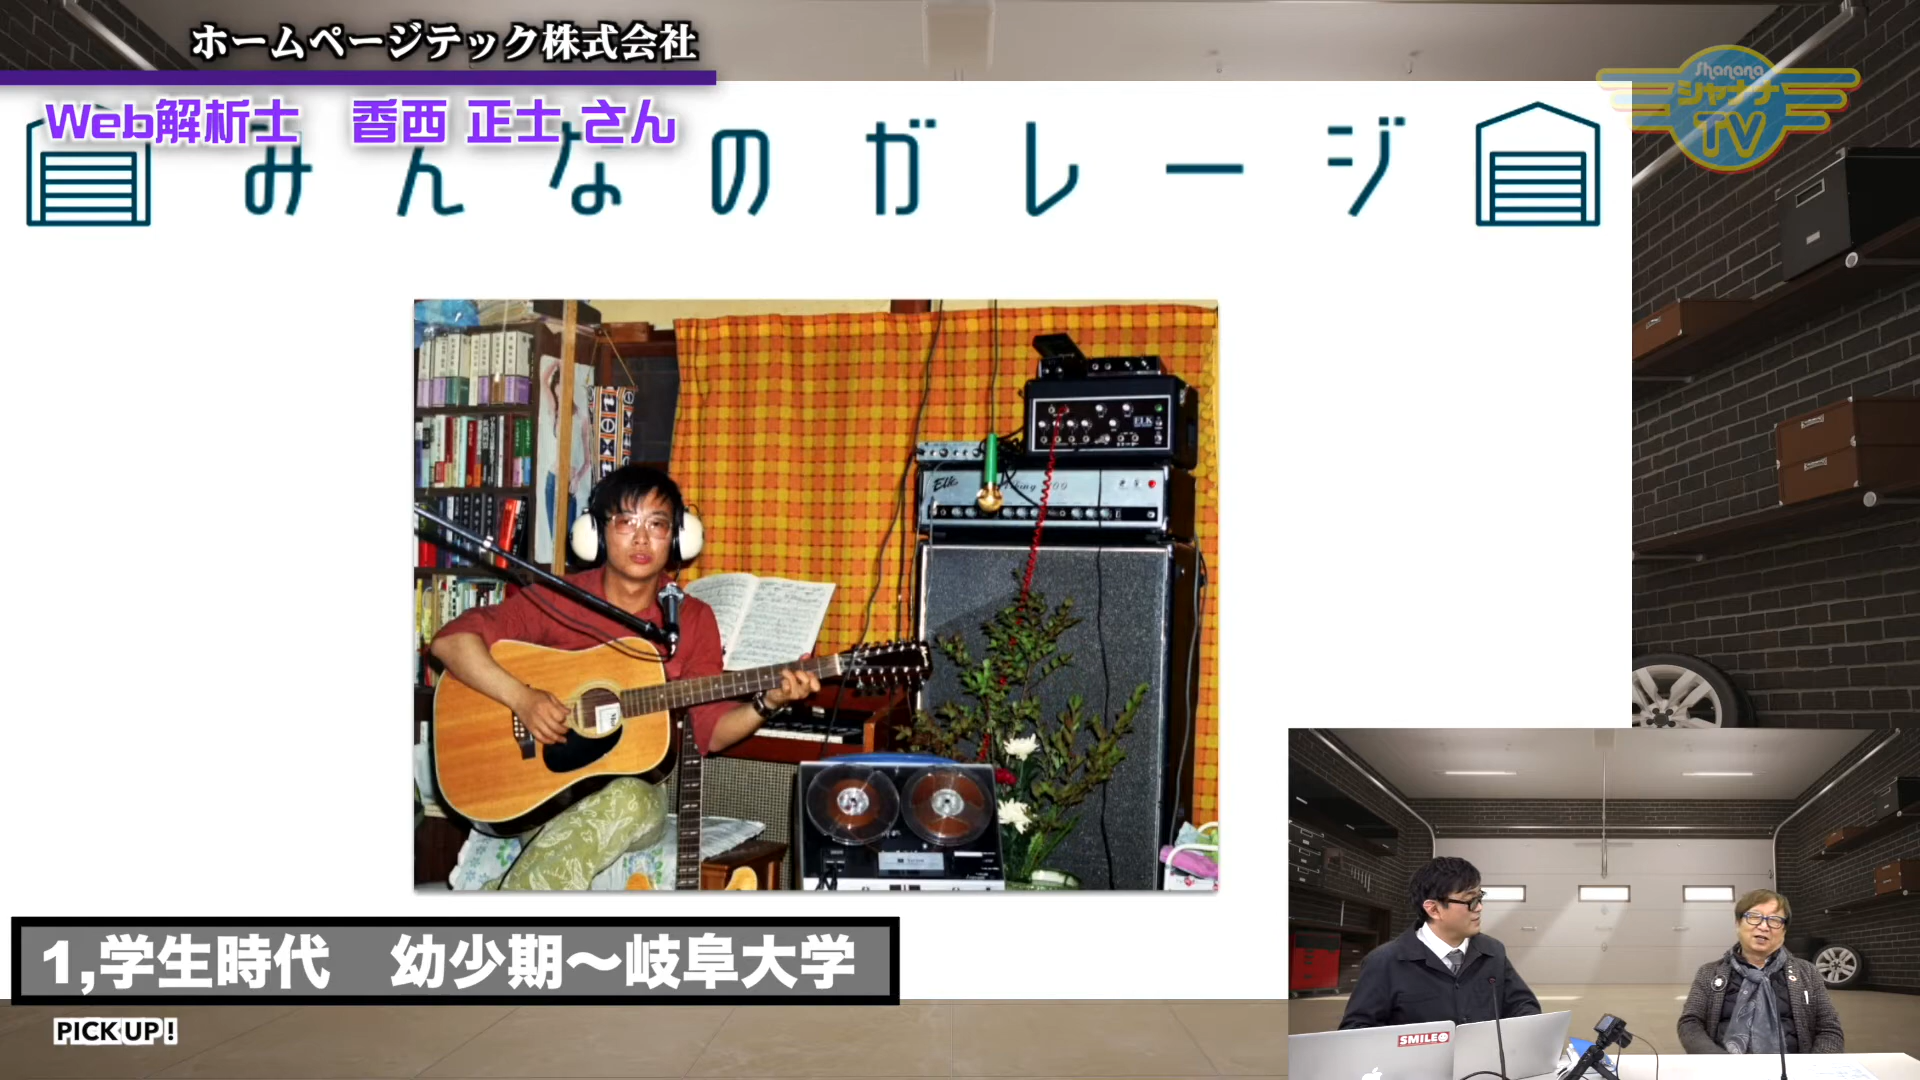 ホームページテック株式会社
Web解析士　香西 正士 さん
みんなのガレージ
Shanana
シャナナ
TV
ELK
Elk
1,学生時代　幼少期〜岐阜大学
PICK UP!
SMILE